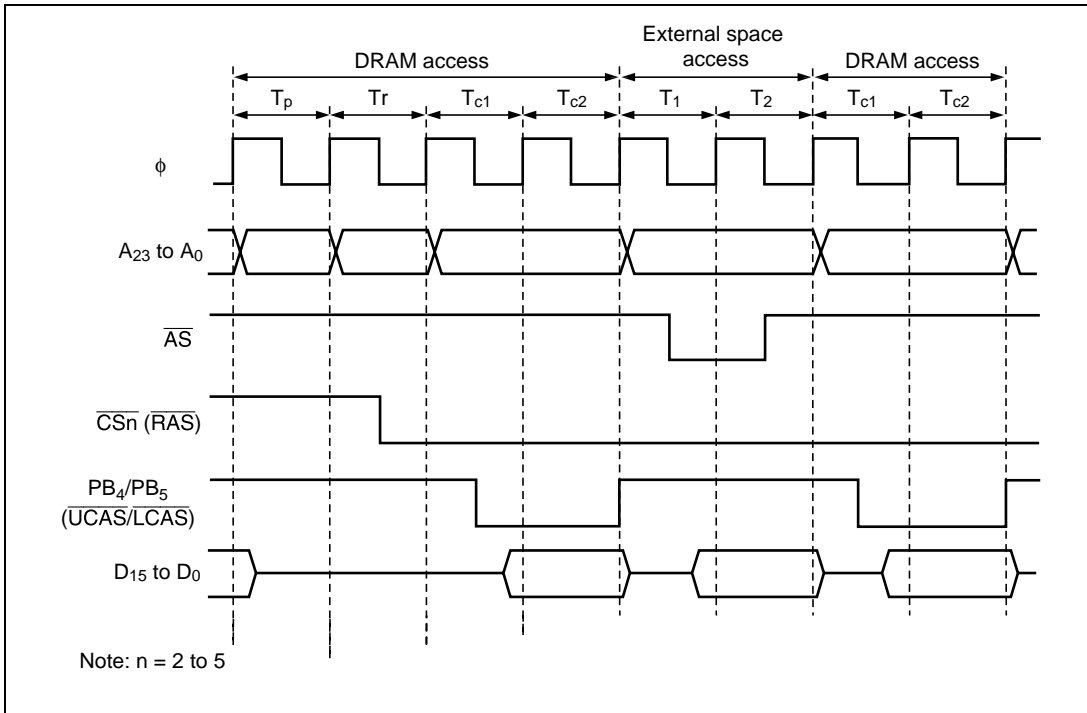 External space
access
DRAM access
DRAM access
Tp
Tr
Tc1
Tc2
T1
T2
Tc1
Tc2
ϕ
A23 to A0
AS
CSn (RAS)
PB4/PB5
(UCAS/LCAS)
D15 to D0
Note: n = 2 to 5